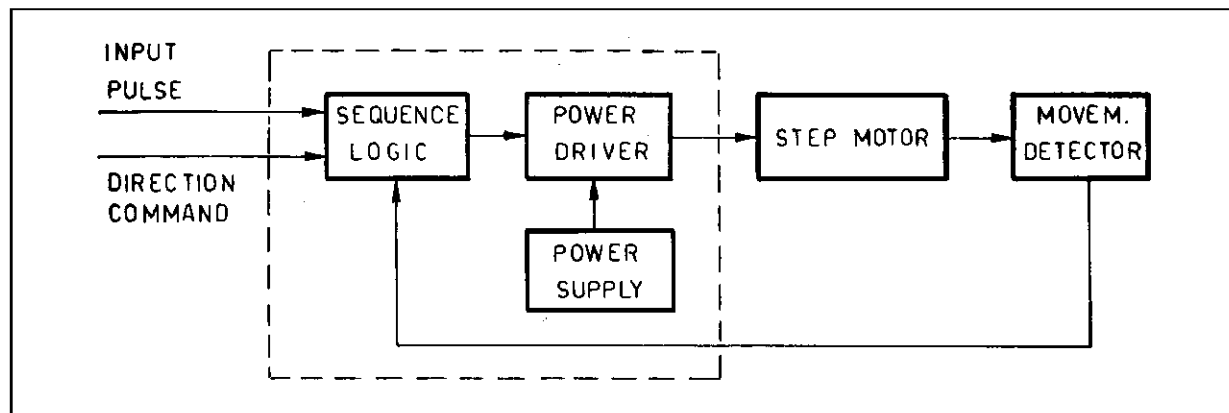 INPUT
PULSE
DIRECTION
COMMAND
SEQUENCE
LOGIC
POWER
DRIVER
POWER
SUPPLY
STEP MOTOR
MOVEM.
DETECTOR